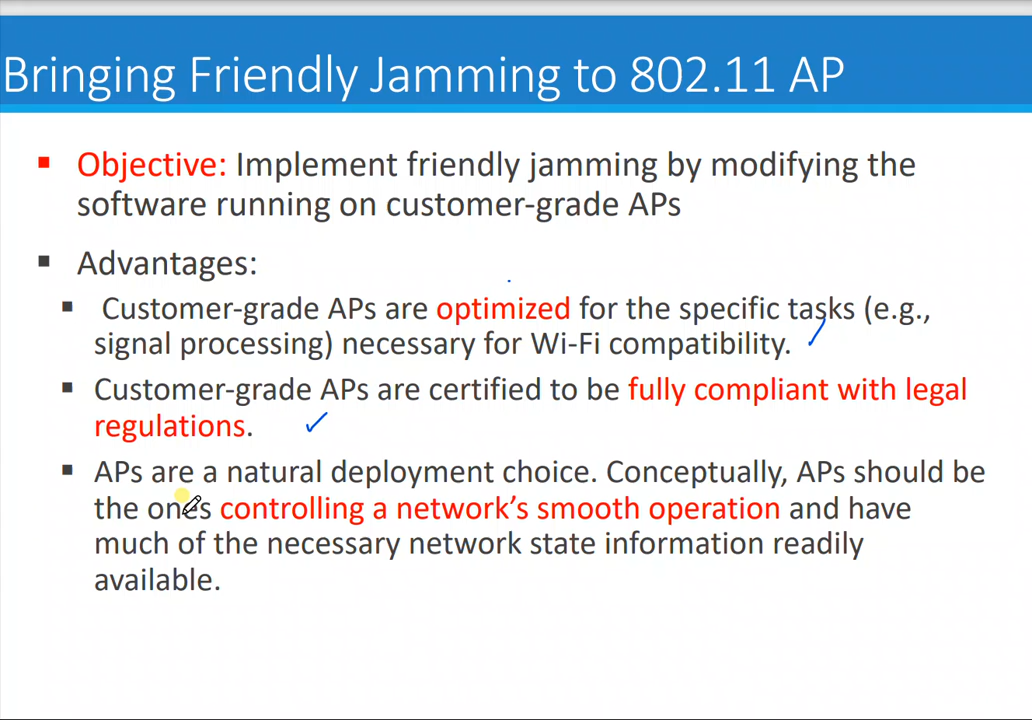 Bringing Friendly Jamming to 802.11 AP
Objective: Implement friendly jamming by modifying the
software running on customer-grade APs
Advantages:
Customer-grade APs are optimized for the specific tasks (e.g.,
signal processing) necessary for Wi-Fi compatibility.
Customer-grade APs are certified to be fully compliant with legal
regulations.
APs are a natural deployment choice. Conceptually, APs should be
the ones controlling a network’s smooth operation and have
much of the necessary network state information readily
available.